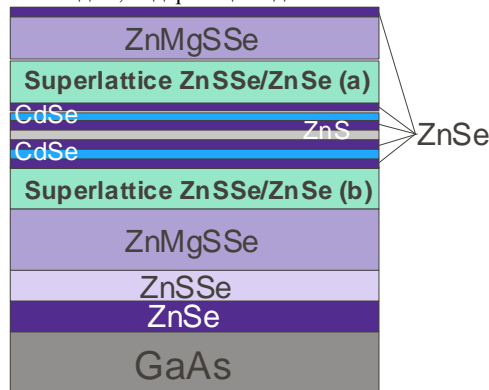 ZnMgSSe
Superlattice ZnSSe/ZnSe (a)
CdSe
ZnS
ZnSe
CdSe
Superlattice ZnSSe/ZnSe (b)
ZnMgSSe
ZnSSe
ZnSe
GaAs